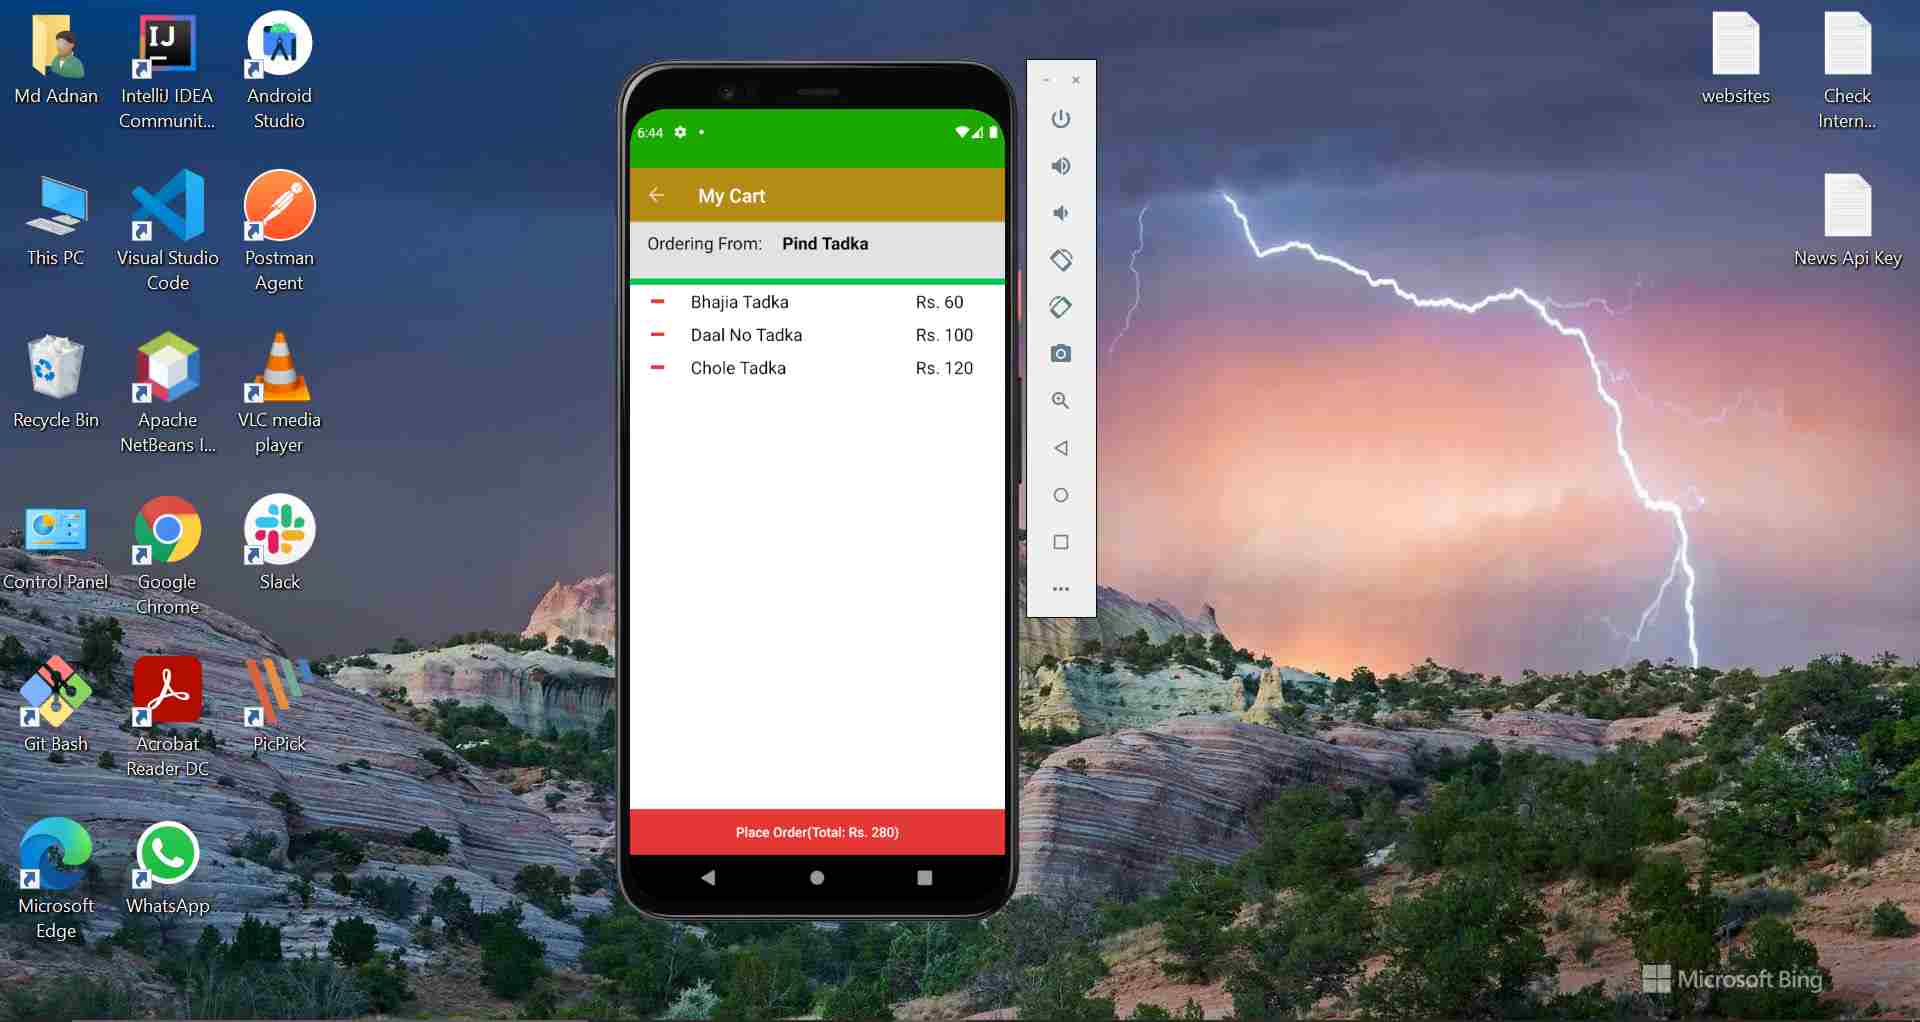 Md Adnan
IntelliJ IDEA
Communit...
Android
Studio
This PC
Visual Studio
Code
Postman
Agent
Recycle Bin
Apache
NetBeans I...
VLC media
player
Control Panel
Google
Chrome
Slack
Git Bash
Acrobat
Reader DC
PicPick
Microsoft
Edge
WhatsApp
IJ
6:44
My Cart
Ordering From: Pind Tadka
Bhajia Tadka Rs. 60
Daal No Tadka Rs. 100
Chole Tadka Rs. 120
Place Order(Total: Rs. 280)
websites
Check
Intern...
News Api Key
Microsoft Bing